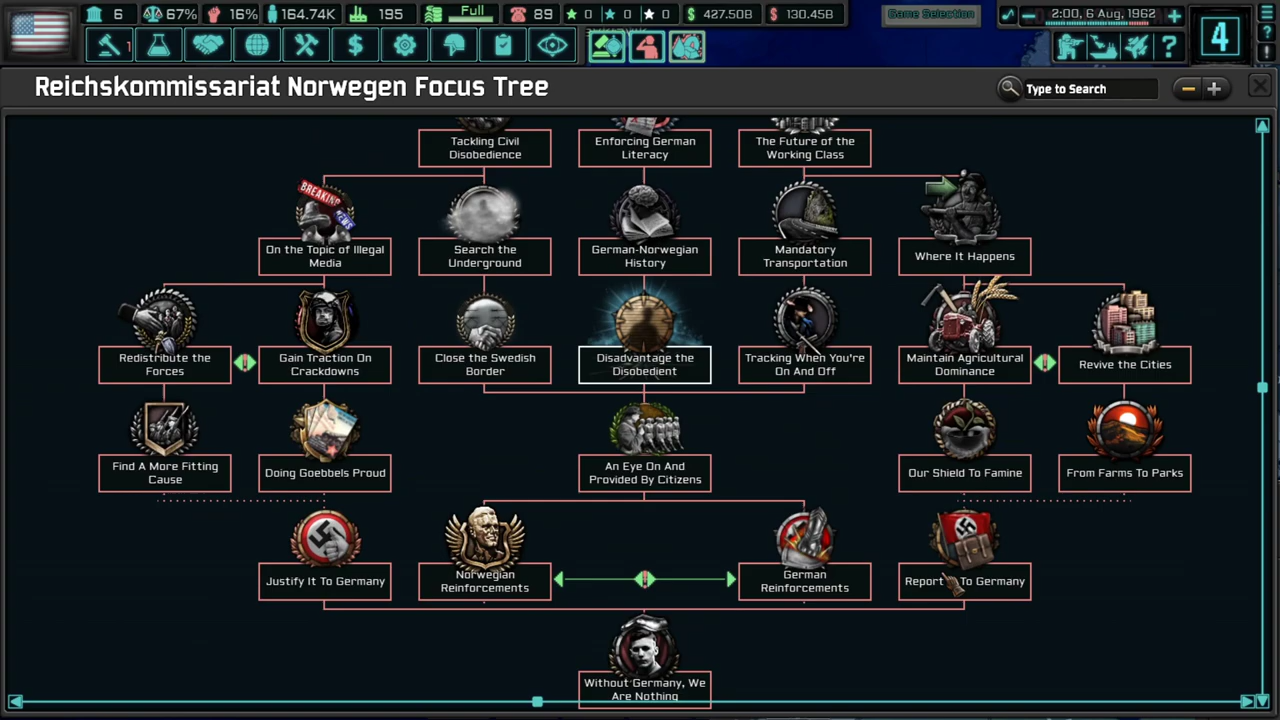 6 67% 16% 164.74K 195 Full 89 0 0 0 427.50B 130.45B Game Selection 2:00, 6 Aug, 1962 4
1
Reichskommissariat Norwegen Focus Tree
Type to Search
Tackling Civil
Disobedience
Enforcing German
Literacy
The Future of the
Working Class
BREAKING
NEWS
On the Topic of Illegal
Media
Search the
Underground
German-Norwegian
History
Mandatory
Transportation
Where It Happens
Redistribute the
Forces
Gain Traction On
Crackdowns
Close the Swedish
Border
Disadvantage the
Disobedient
Tracking When You're
On And Off
Maintain Agricultural
Dominance
Revive the Cities
Find A More Fitting
Cause
Doing Goebbels Proud
An Eye On And
Provided By Citizens
Our Shield To Famine
From Farms To Parks
Justify It To Germany
Norwegian
Reinforcements
German
Reinforcements
Report To Germany
Without Germany, We
Are Nothing